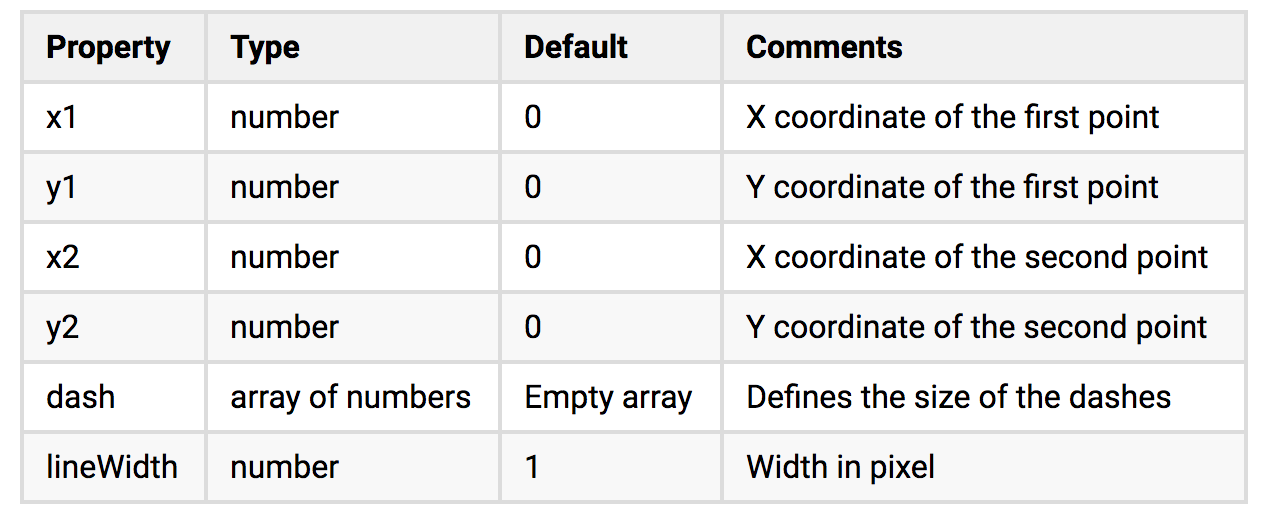 Property Type Default Comments
x1 number 0 X coordinate of the first point
y1 number 0 Y coordinate of the first point
x2 number 0 X coordinate of the second point
y2 number 0 Y coordinate of the second point
dash array of numbers Empty array Defines the size of the dashes
lineWidth number 1 Width in pixel